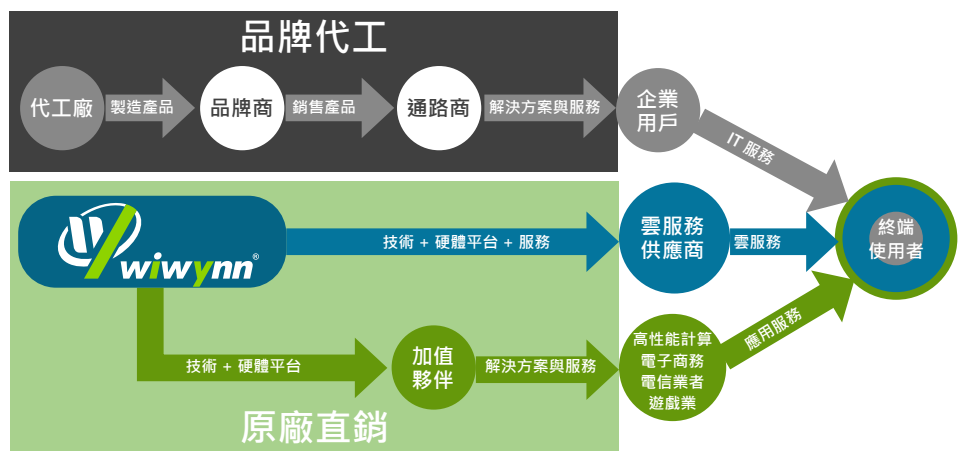 品牌代工
代工廠
製造產品
品牌商
銷售產品
通路商
解決方案與服務
企業
用戶
IT 服務
wiwynn®
技術 + 硬體平台 + 服務
雲服務
供應商
雲服務
終端
使用者
技術 + 硬體平台
加值
夥伴
解決方案與服務
高性能計算
電子商務
電信業者
遊戲業
應用服務
原廠直銷